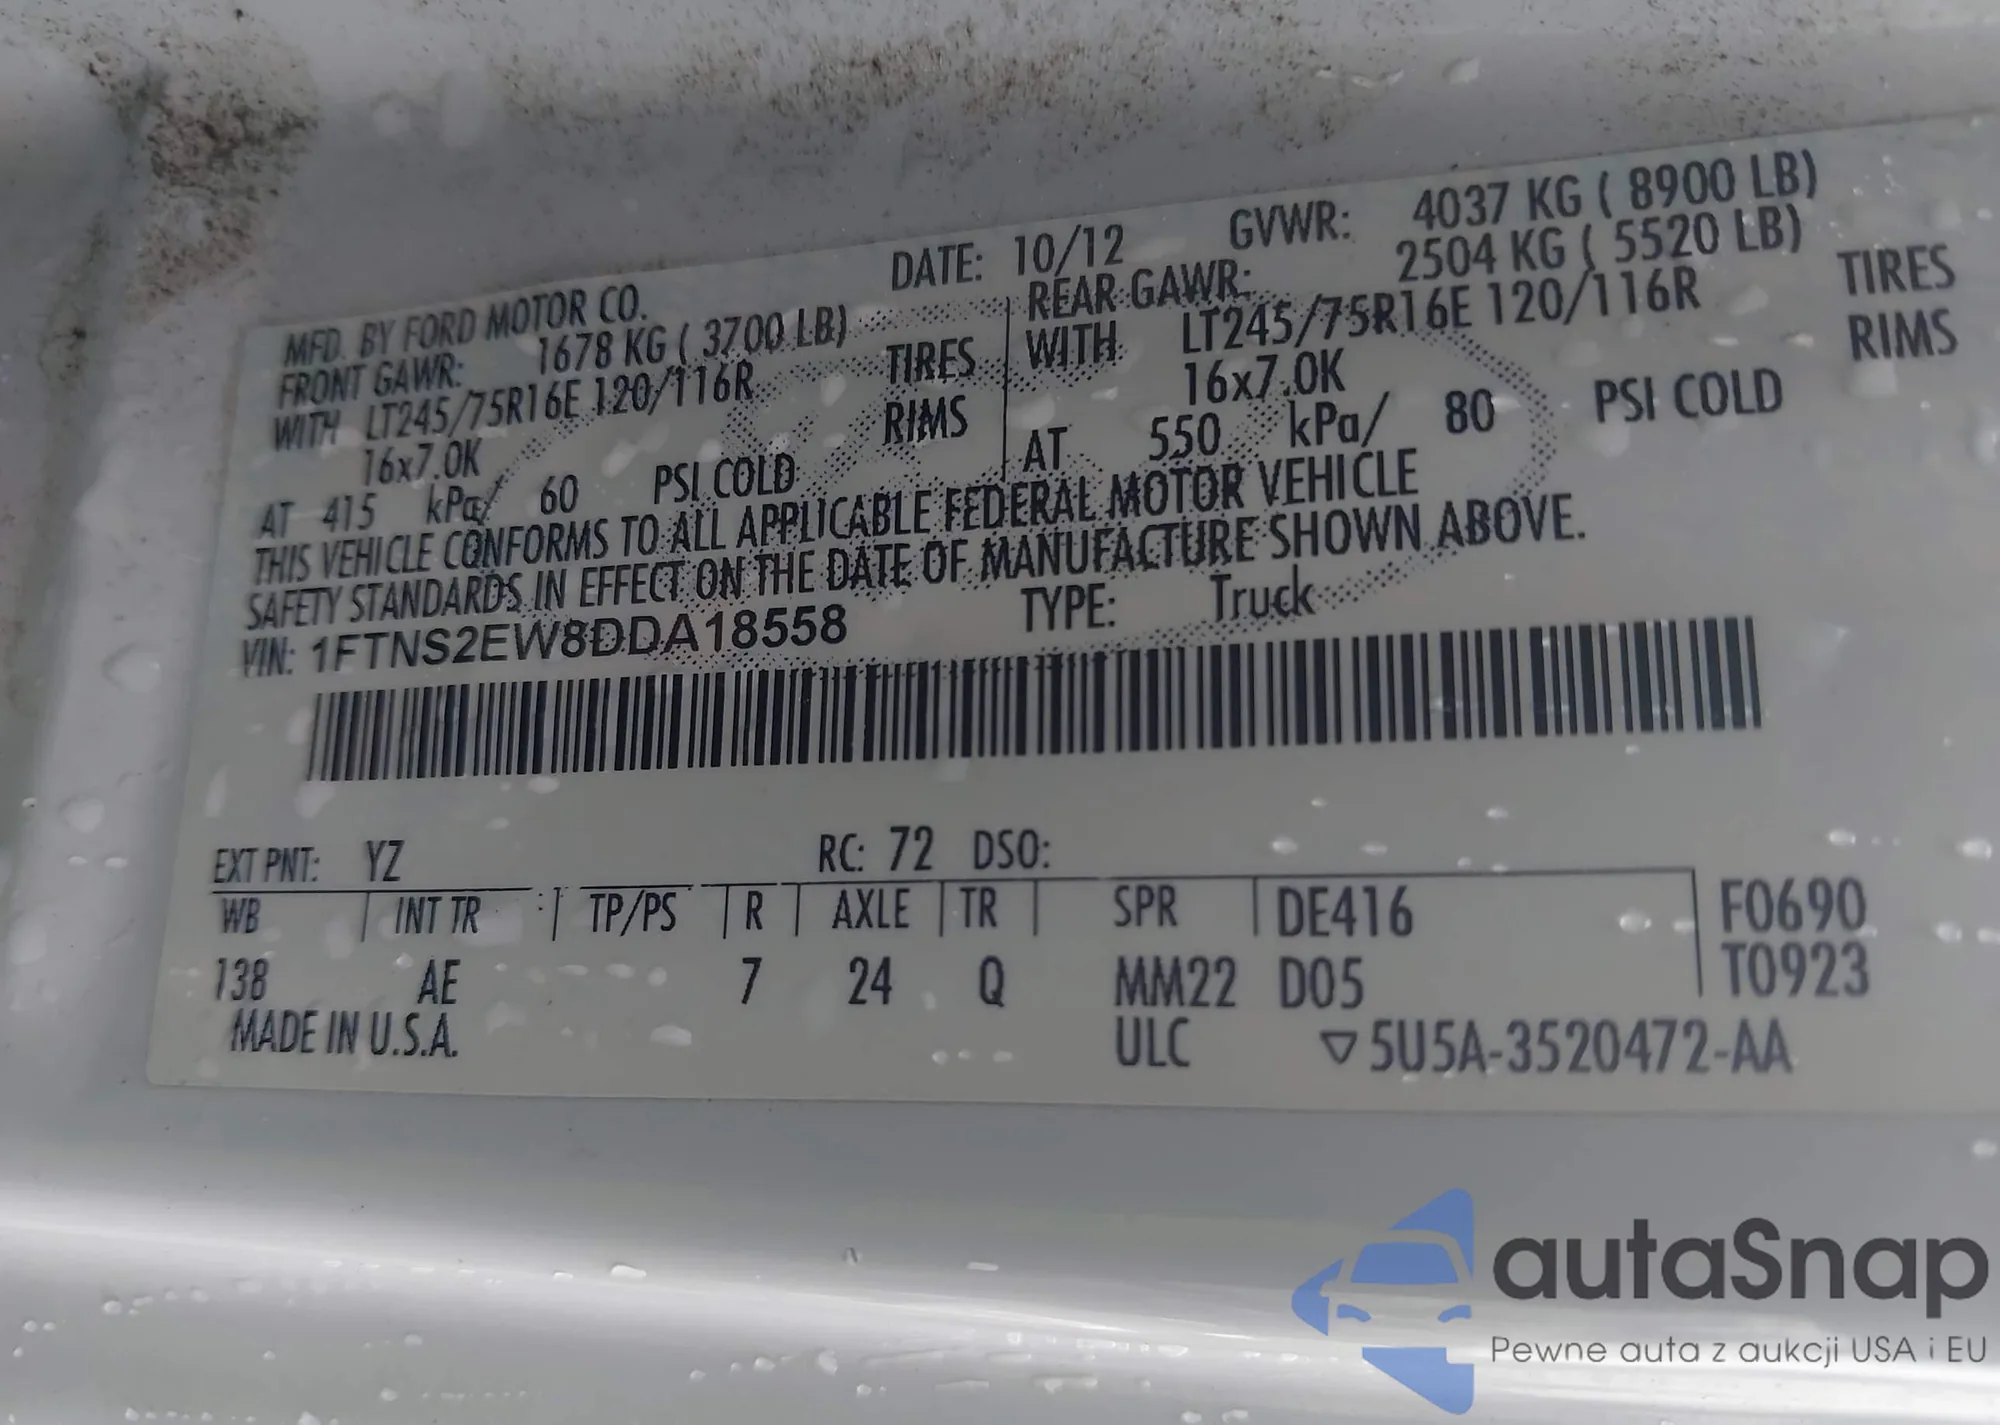 MFD. BY FORD MOTOR CO. DATE: 10/12 GVWR: 4037 KG ( 8900 LB)
FRONT GAWR: 1678 KG ( 3700 LB) REAR GAWR: 2504 KG ( 5520 LB)
WITH LT245/75R16E 120/116R TIRES WITH LT245/75R16E 120/116R TIRES
16x7.0K RIMS 16x7.0K RIMS
AT 415 kPa/ 60 PSI COLD AT 550 kPa/ 80 PSI COLD
THIS VEHICLE CONFORMS TO ALL APPLICABLE FEDERAL MOTOR VEHICLE
SAFETY STANDARDS IN EFFECT ON THE DATE OF MANUFACTURE SHOWN ABOVE.
VIN: 1FTNS2EW8DDA18558 TYPE: Truck
EXT PNT: YZ RC: 72 DSO:
WB INT TR TP/PS R AXLE TR SPR DE416 F0690
138 AE 7 24 Q MM22 D05 T0923
MADE IN U.S.A. ULC ▽5U5A-3520472-AA
autaSnap
Pewne auta z aukcji USA i EU